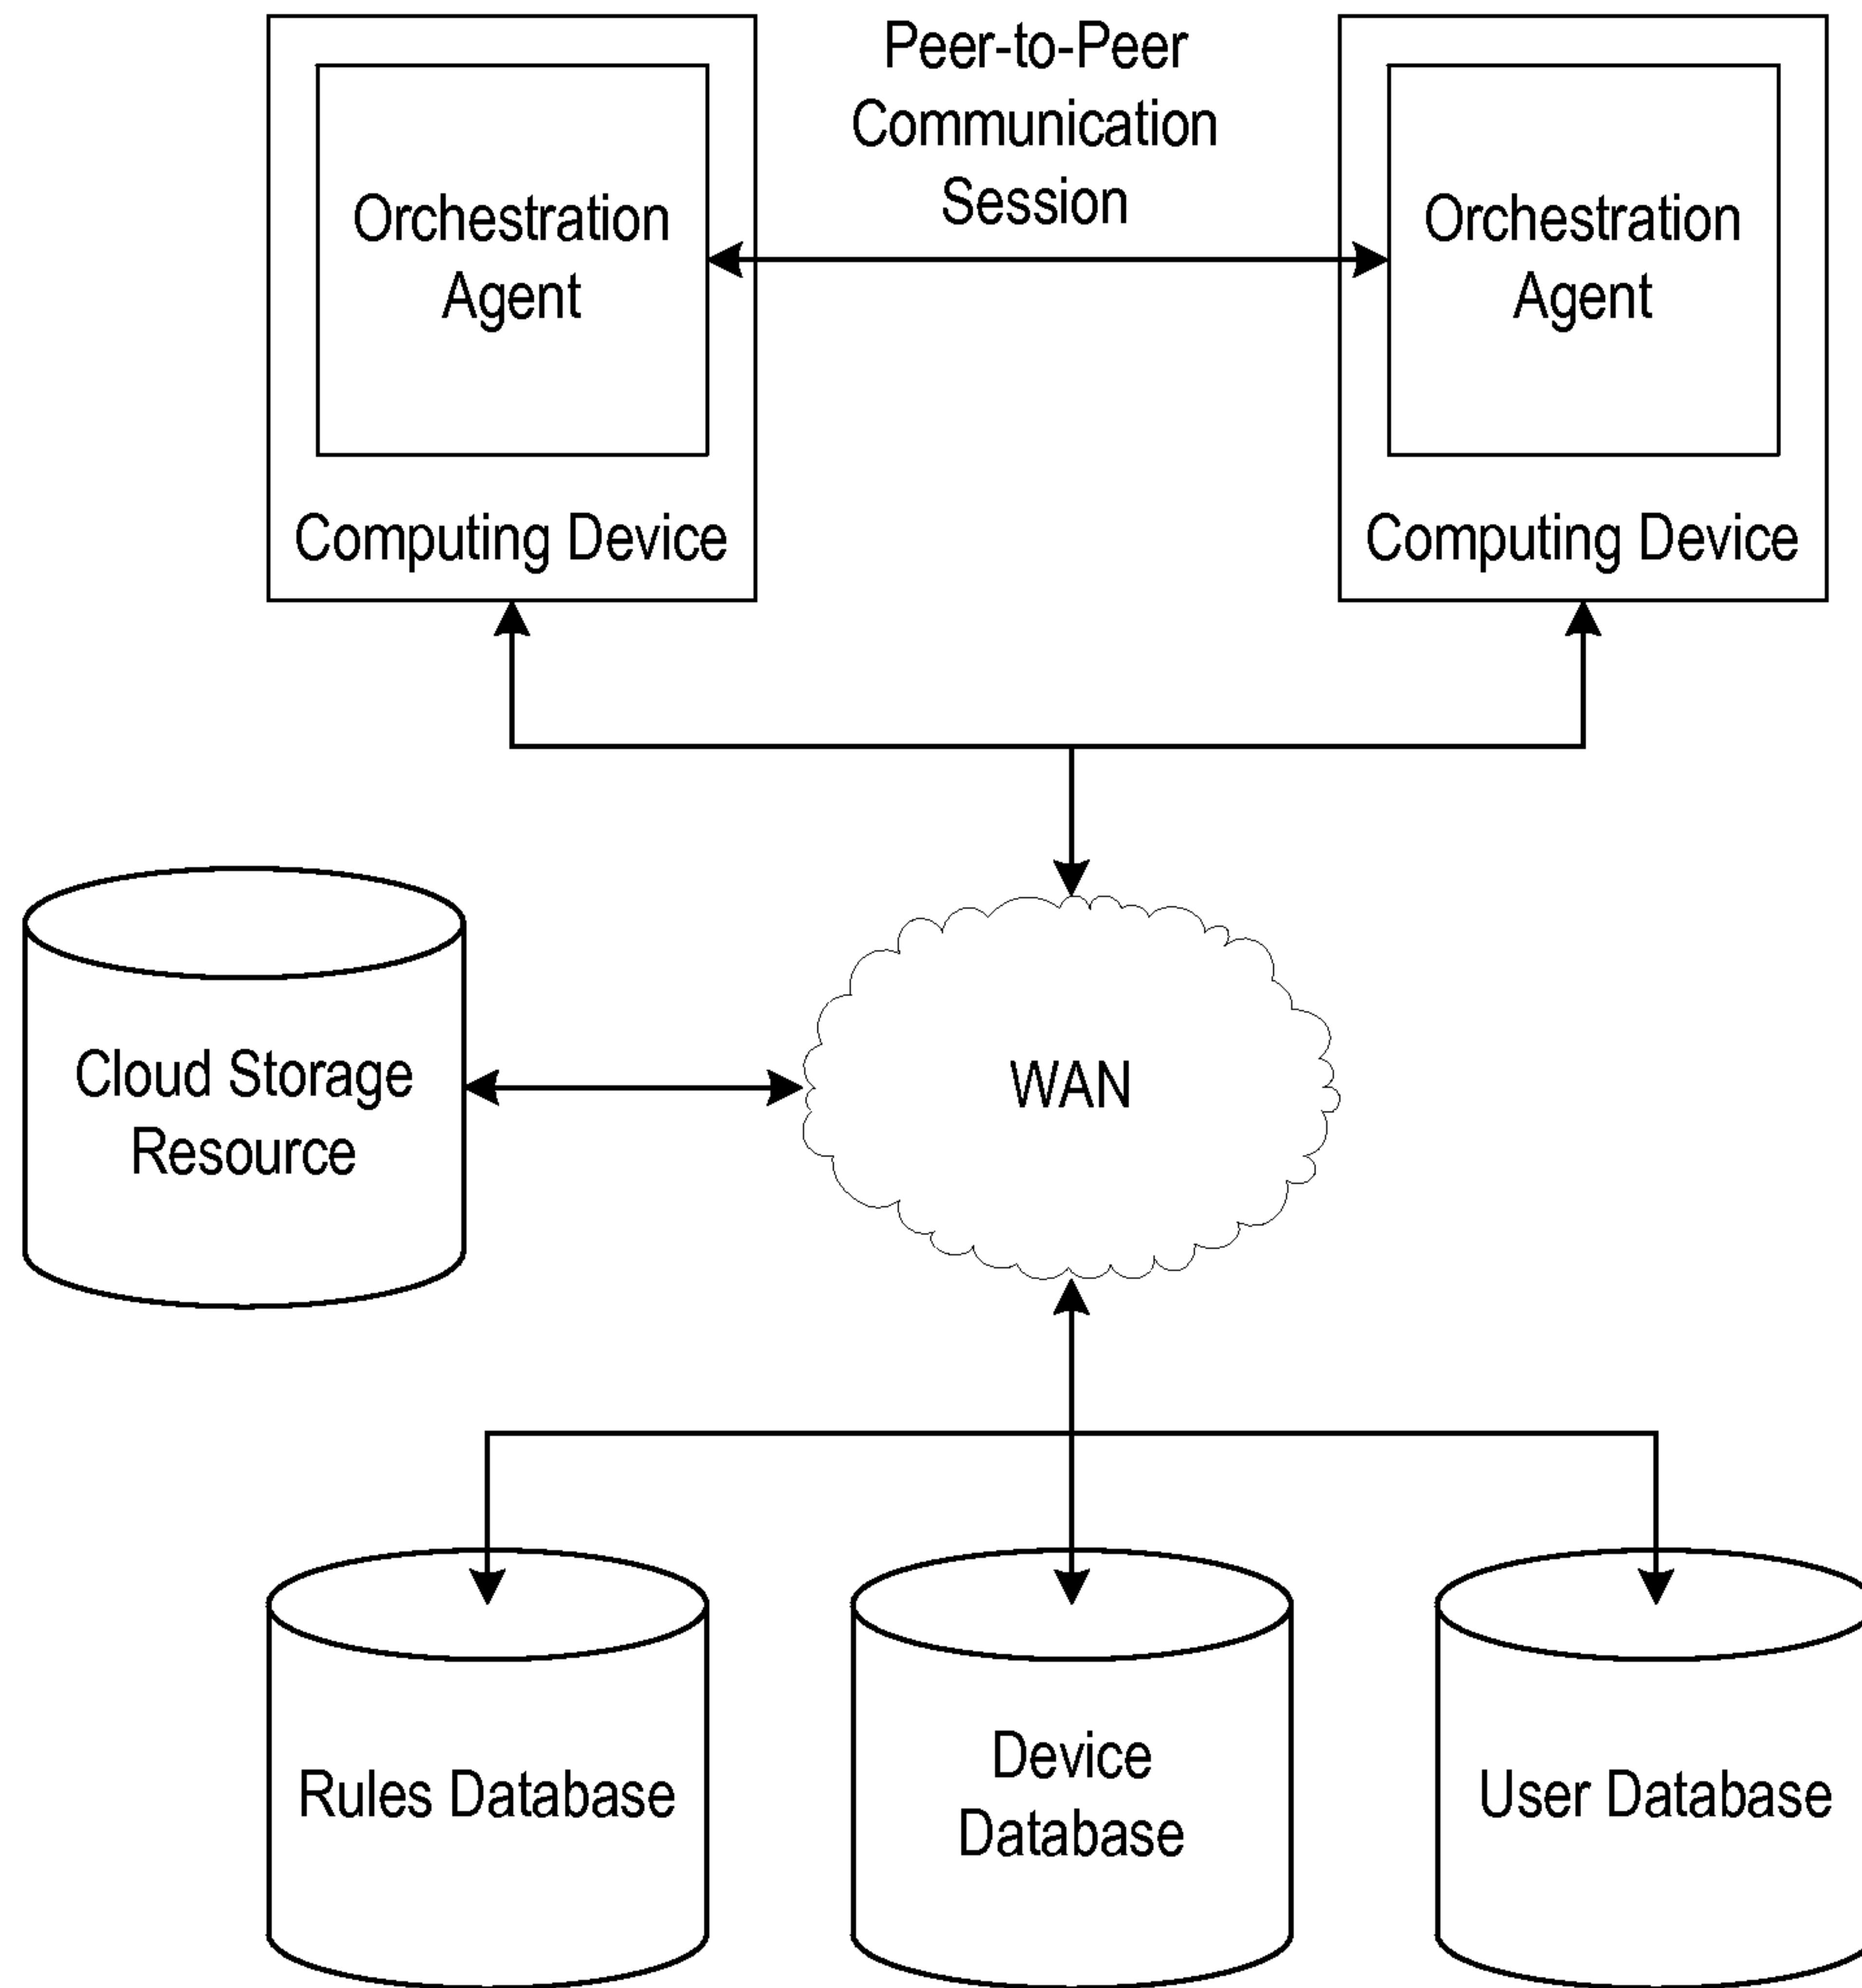 Peer-to-Peer
Communication
Session
Orchestration
Agent
Computing Device
Orchestration
Agent
Computing Device
Cloud Storage
Resource
WAN
Rules Database
Device
Database
User Database